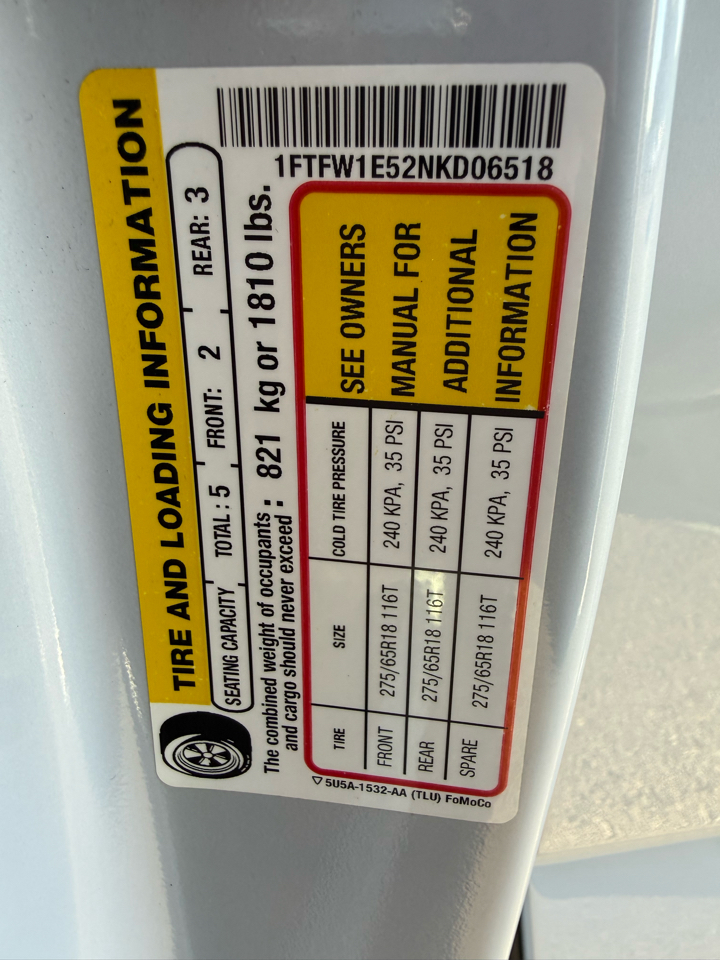 1FTFW1E52NKD06518
TIRE AND LOADING INFORMATION
SEATING CAPACITY TOTAL : 5 FRONT: 2 REAR: 3
The combined weight of occupants
and cargo should never exceed : 821 kg or 1810 lbs.
TIRE SIZE COLD TIRE PRESSURE
FRONT 275/65R18 116T 240 KPA, 35 PSI
REAR 275/65R18 116T 240 KPA, 35 PSI
SPARE 275/65R18 116T 240 KPA, 35 PSI
SEE OWNERS
MANUAL FOR
ADDITIONAL
INFORMATION
5U5A-1532-AA (TLU) FoMoCo